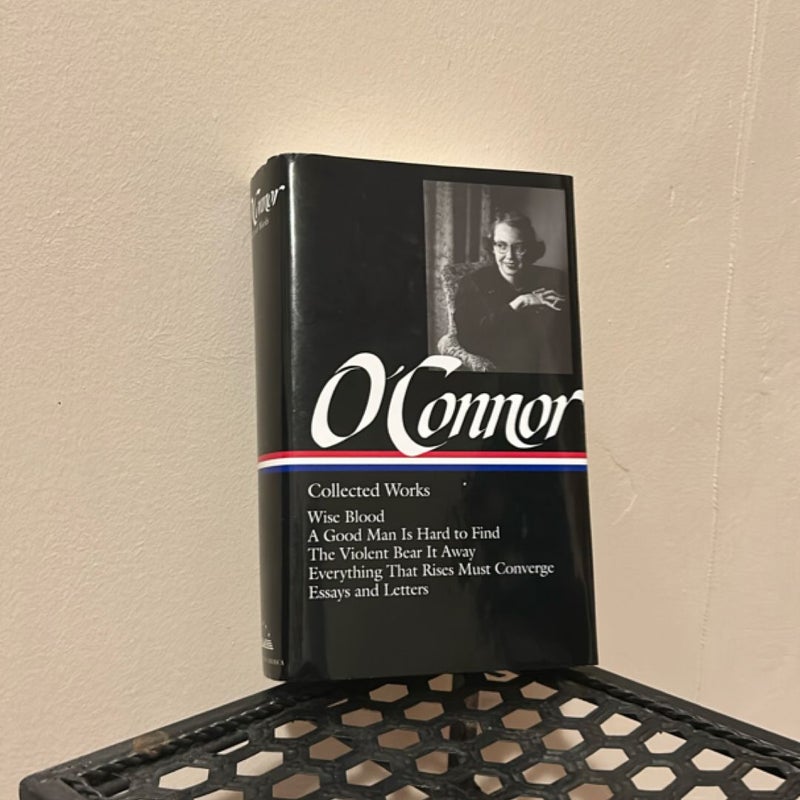 O'Connor
Collected Works
Wise Blood
A Good Man Is Hard to Find
The Violent Bear It Away
Everything That Rises Must Converge
Essays and Letters